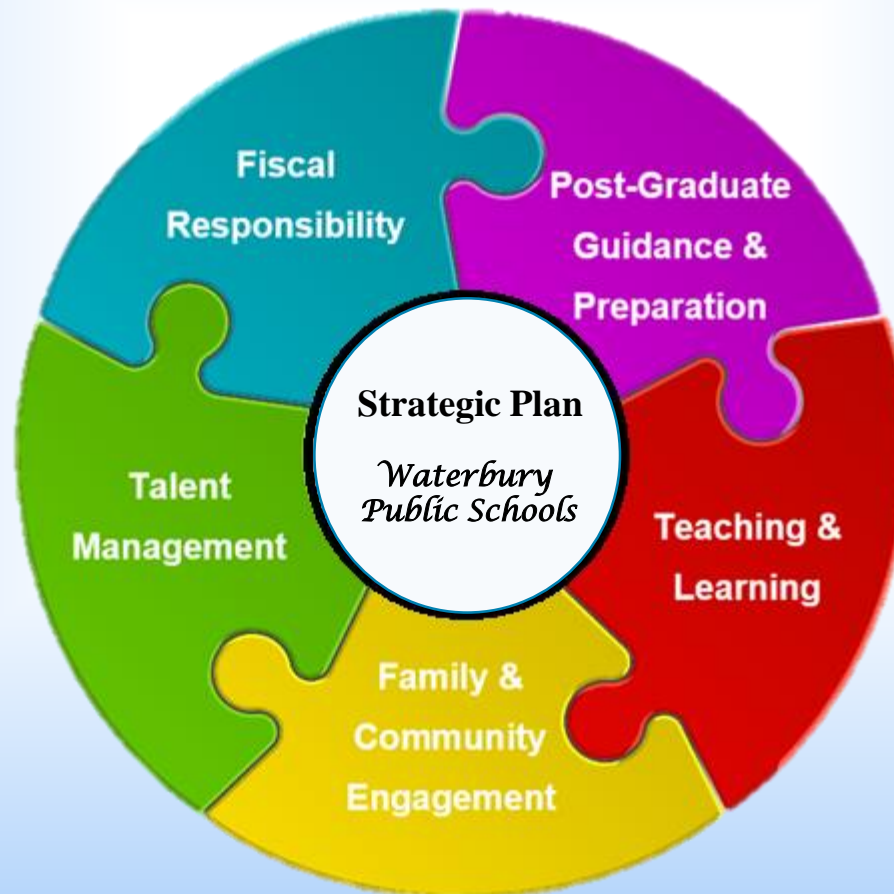 Fiscal
Responsibility
Post-Graduate
Guidance &
Preparation
Strategic Plan
Waterbury
Public Schools
Talent
Management
Teaching &
Learning
Family &
Community
Engagement